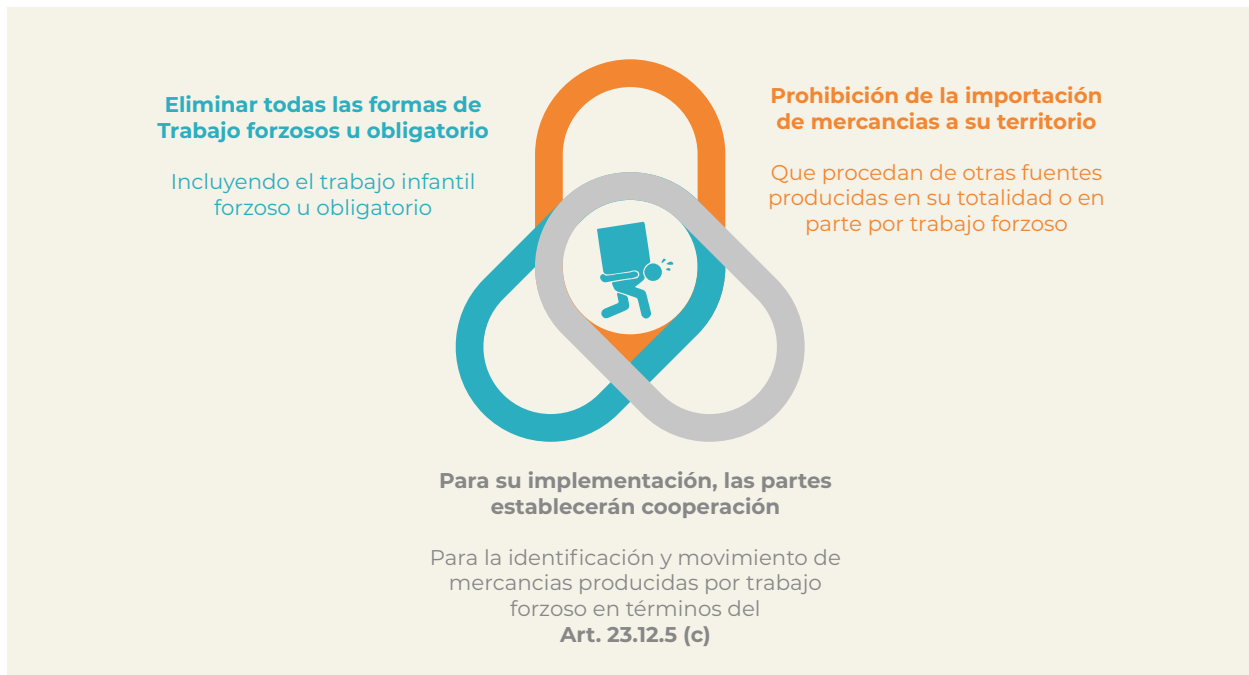 Eliminar todas las formas de
Trabajo forzosos u obligatorio
Incluyendo el trabajo infantil
forzoso u obligatorio
Prohibición de la importación
de mercancias a su territorio
Que procedan de otras fuentes
producidas en su totalidad o en
parte por trabajo forzoso
Para su implementación, las partes
establecerán cooperación
Para la identificación y movimiento de
mercancias producidas por trabajo
forzoso en términos del
Art. 23.12.5 (c)